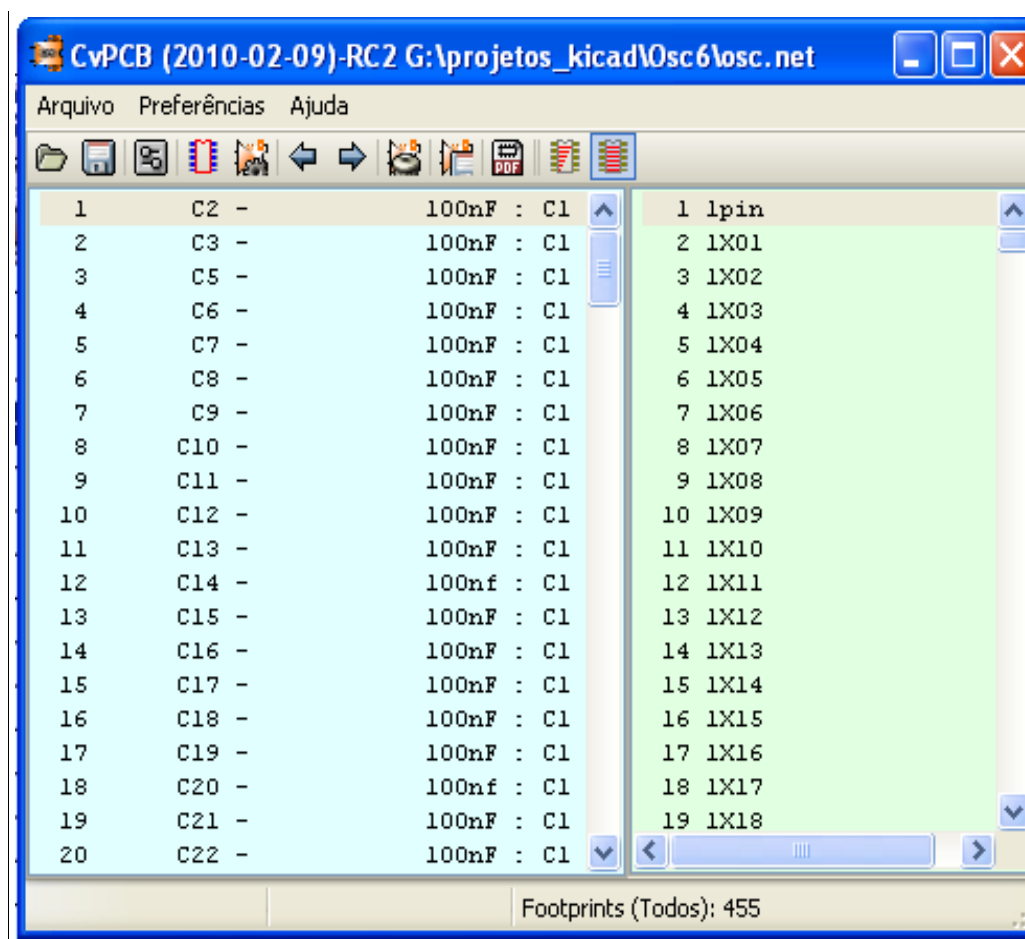 CvPCB (2010-02-09)-RC2 G:\projetos_kicad\Osc6\osc.net
Arquivo Preferências Ajuda
PDF
1 C2 - 100nF : C1
2 C3 - 100nF : C1
3 C5 - 100nF : C1
4 C6 - 100nF : C1
5 C7 - 100nF : C1
6 C8 - 100nF : C1
7 C9 - 100nF : C1
8 C10 - 100nF : C1
9 C11 - 100nF : C1
10 C12 - 100nF : C1
11 C13 - 100nF : C1
12 C14 - 100nf : C1
13 C15 - 100nF : C1
14 C16 - 100nF : C1
15 C17 - 100nF : C1
16 C18 - 100nF : C1
17 C19 - 100nF : C1
18 C20 - 100nf : C1
19 C21 - 100nF : C1
20 C22 - 100nF : C1
1 1pin
2 1X01
3 1X02
4 1X03
5 1X04
6 1X05
7 1X06
8 1X07
9 1X08
10 1X09
11 1X10
12 1X11
13 1X12
14 1X13
15 1X14
16 1X15
17 1X16
18 1X17
19 1X18
Footprints (Todos): 455